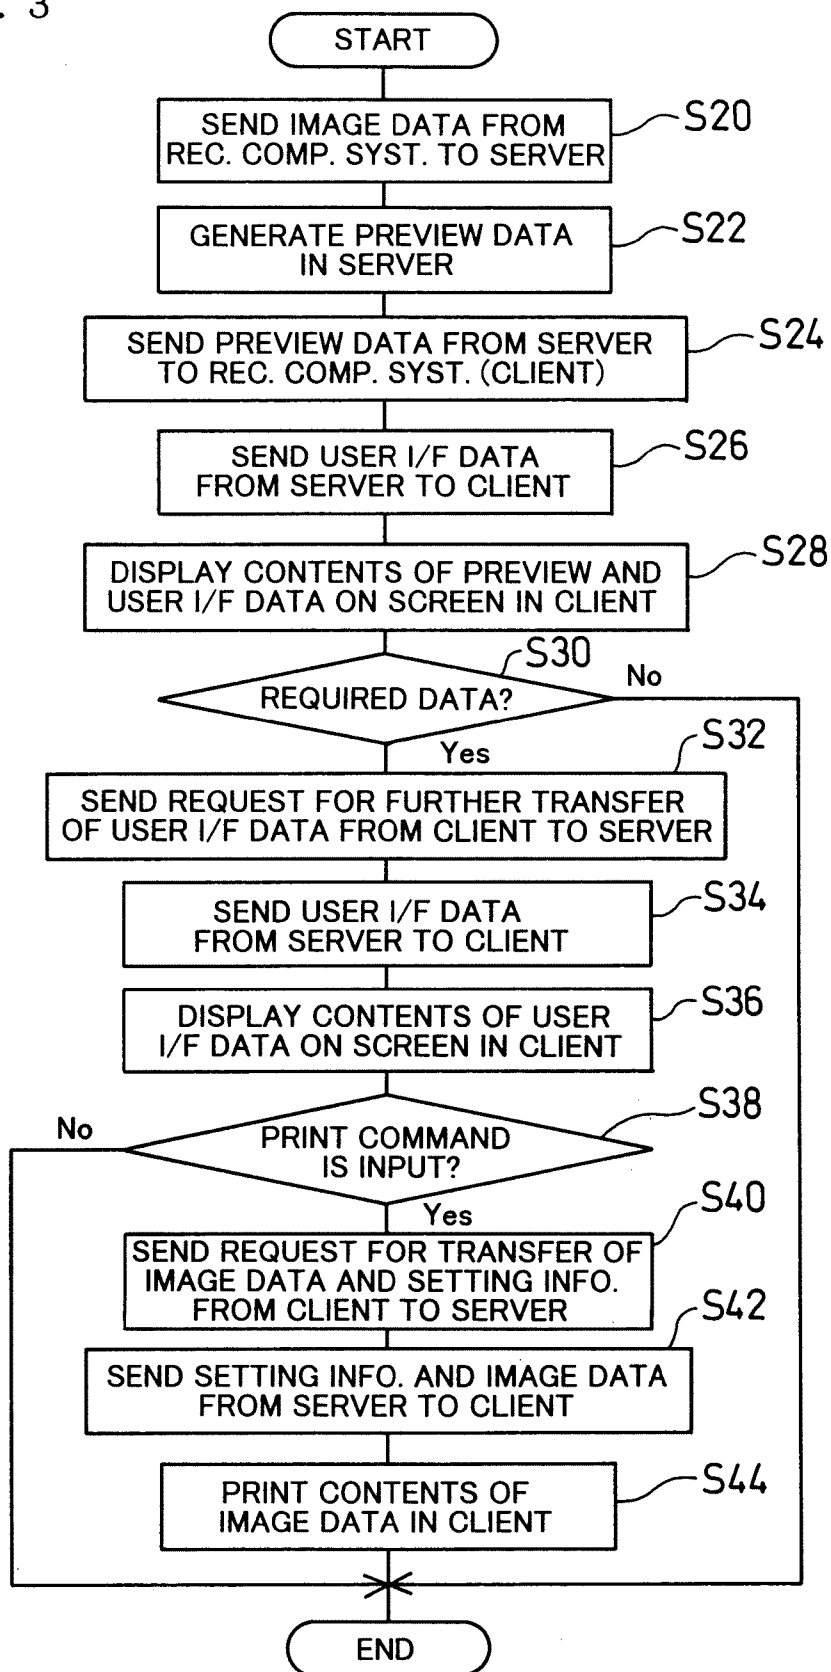 . 3
START
SEND IMAGE DATA FROM
REC. COMP. SYST. TO SERVER
S20
GENERATE PREVIEW DATA
IN SERVER
S22
SEND PREVIEW DATA FROM SERVER
TO REC. COMP. SYST. (CLIENT)
S24
SEND USER I/F DATA
FROM SERVER TO CLIENT
S26
DISPLAY CONTENTS OF PREVIEW AND
USER I/F DATA ON SCREEN IN CLIENT
S28
REQUIRED DATA?
S30
No
Yes
SEND REQUEST FOR FURTHER TRANSFER
OF USER I/F DATA FROM CLIENT TO SERVER
S32
SEND USER I/F DATA
FROM SERVER TO CLIENT
S34
DISPLAY CONTENTS OF USER
I/F DATA ON SCREEN IN CLIENT
S36
No
PRINT COMMAND
IS INPUT?
S38
Yes
SEND REQUEST FOR TRANSFER OF
IMAGE DATA AND SETTING INFO.
FROM CLIENT TO SERVER
S40
SEND SETTING INFO. AND IMAGE DATA
FROM SERVER TO CLIENT
S42
PRINT CONTENTS OF
IMAGE DATA IN CLIENT
S44
END